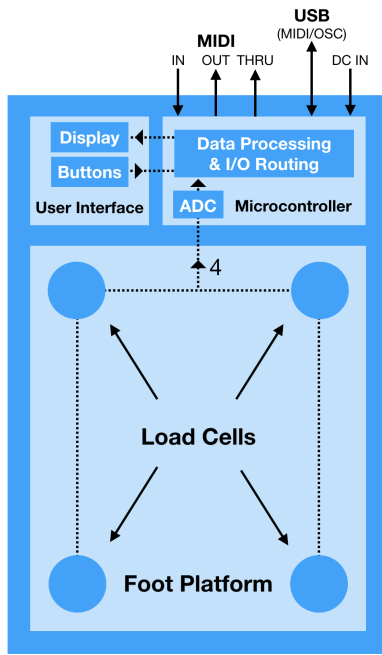 USB
(MIDI/OSC)
MIDI
IN
OUT
THRU
DC IN
Display
Buttons
User Interface
Data Processing
& I/O Routing
ADC
Microcontroller
4
Load Cells
Foot Platform